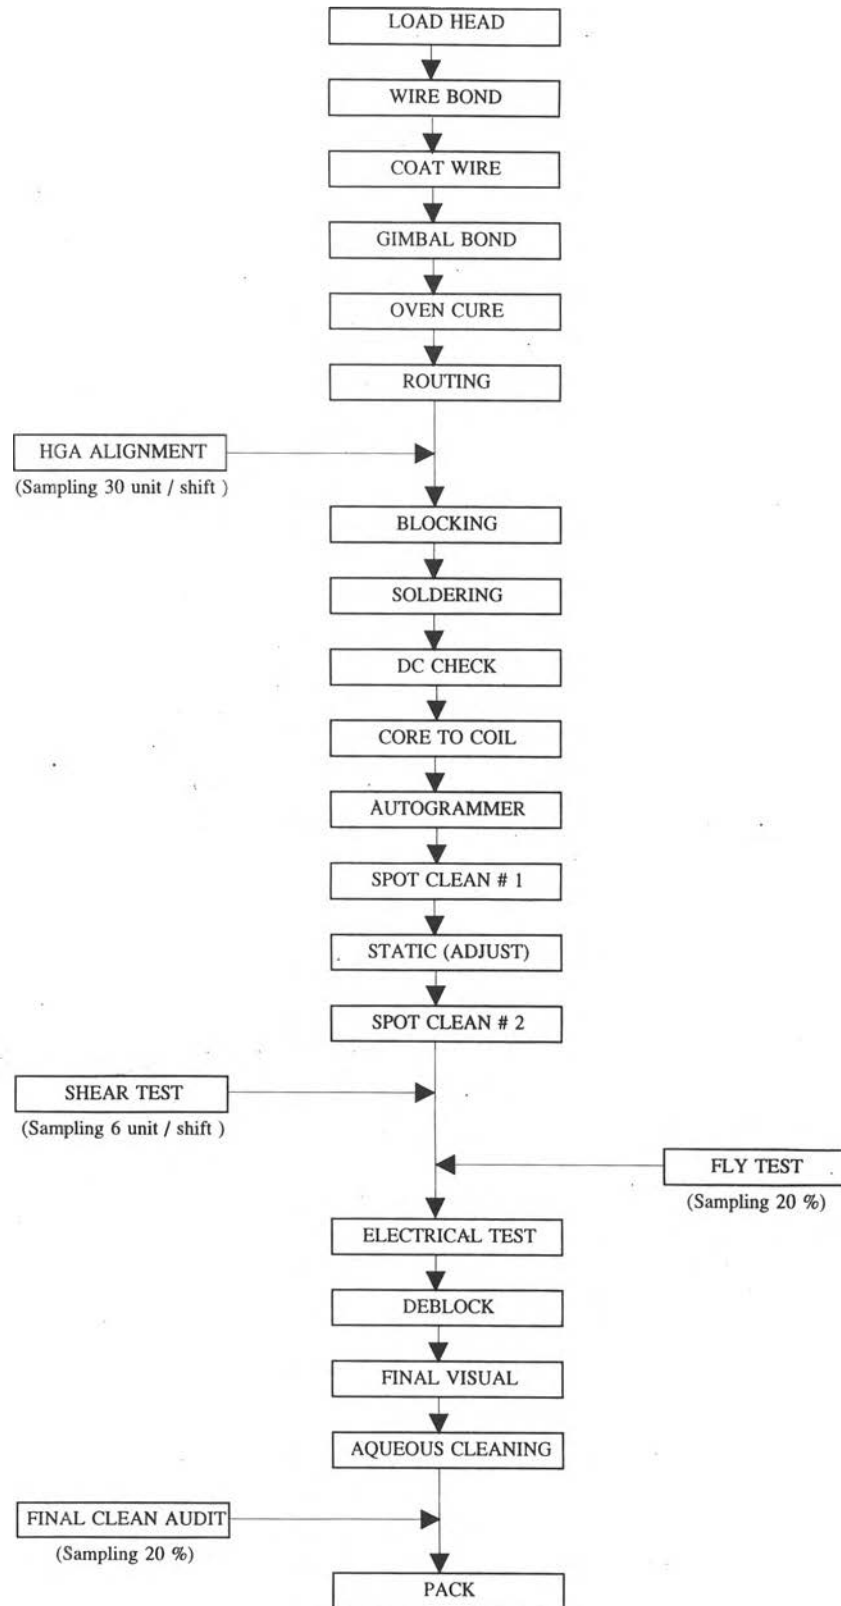 LOAD HEAD
WIRE BOND
COAT WIRE
GIMBAL BOND
OVEN CURE
ROUTING
HGA ALIGNMENT
(Sampling 30 unit / shift )
BLOCKING
SOLDERING
DC CHECK
CORE TO COIL
AUTOGRAMMER
SPOT CLEAN # 1
STATIC (ADJUST)
SPOT CLEAN # 2
SHEAR TEST
(Sampling 6 unit / shift )
FLY TEST
(Sampling 20 %)
ELECTRICAL TEST
DEBLOCK
FINAL VISUAL
AQUEOUS CLEANING
FINAL CLEAN AUDIT
(Sampling 20 %)
PACK